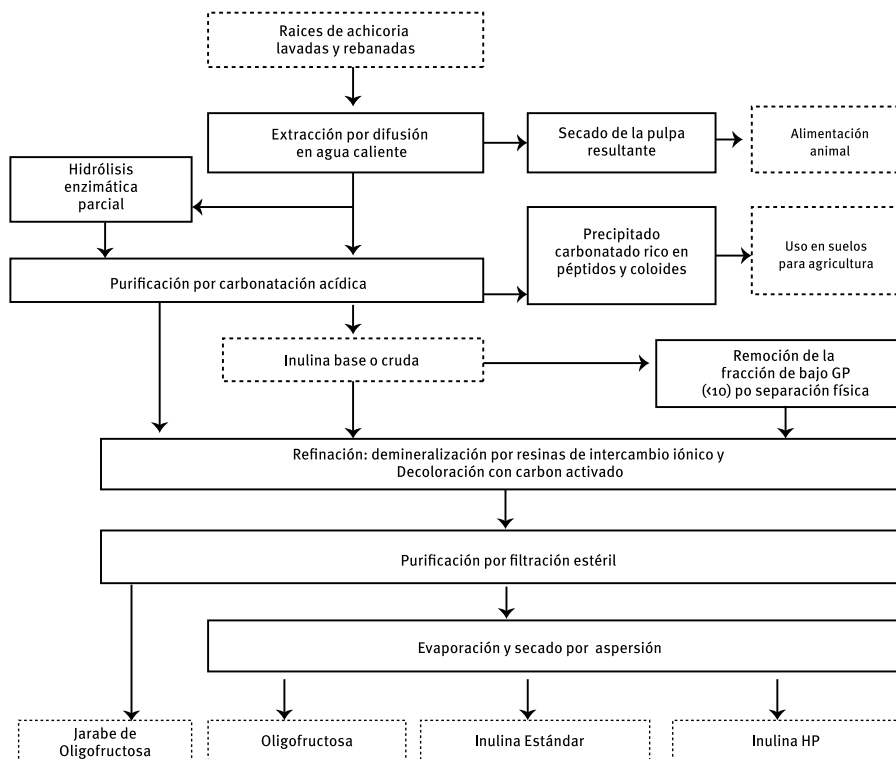 Raices de achicoria
lavadas y rebanadas
Extracción por difusión
en agua caliente
Secado de la pulpa
resultante
Alimentación
animal
Hidrólisis
enzimática
parcial
Precipitado
carbonatado rico en
péptidos y coloides
Uso en suelos
para agricultura
Purificación por carbonatación acídica
Inulina base o cruda
Remoción de la
fracción de bajo GP
(<10) po separación física
Refinación: demineralización por resinas de intercambio iónico y
Decoloración con carbon activado
Purificación por filtración estéril
Evaporación y secado por aspersión
Jarabe de
Oligofructosa
Oligofructosa
Inulina Estándar
Inulina HP